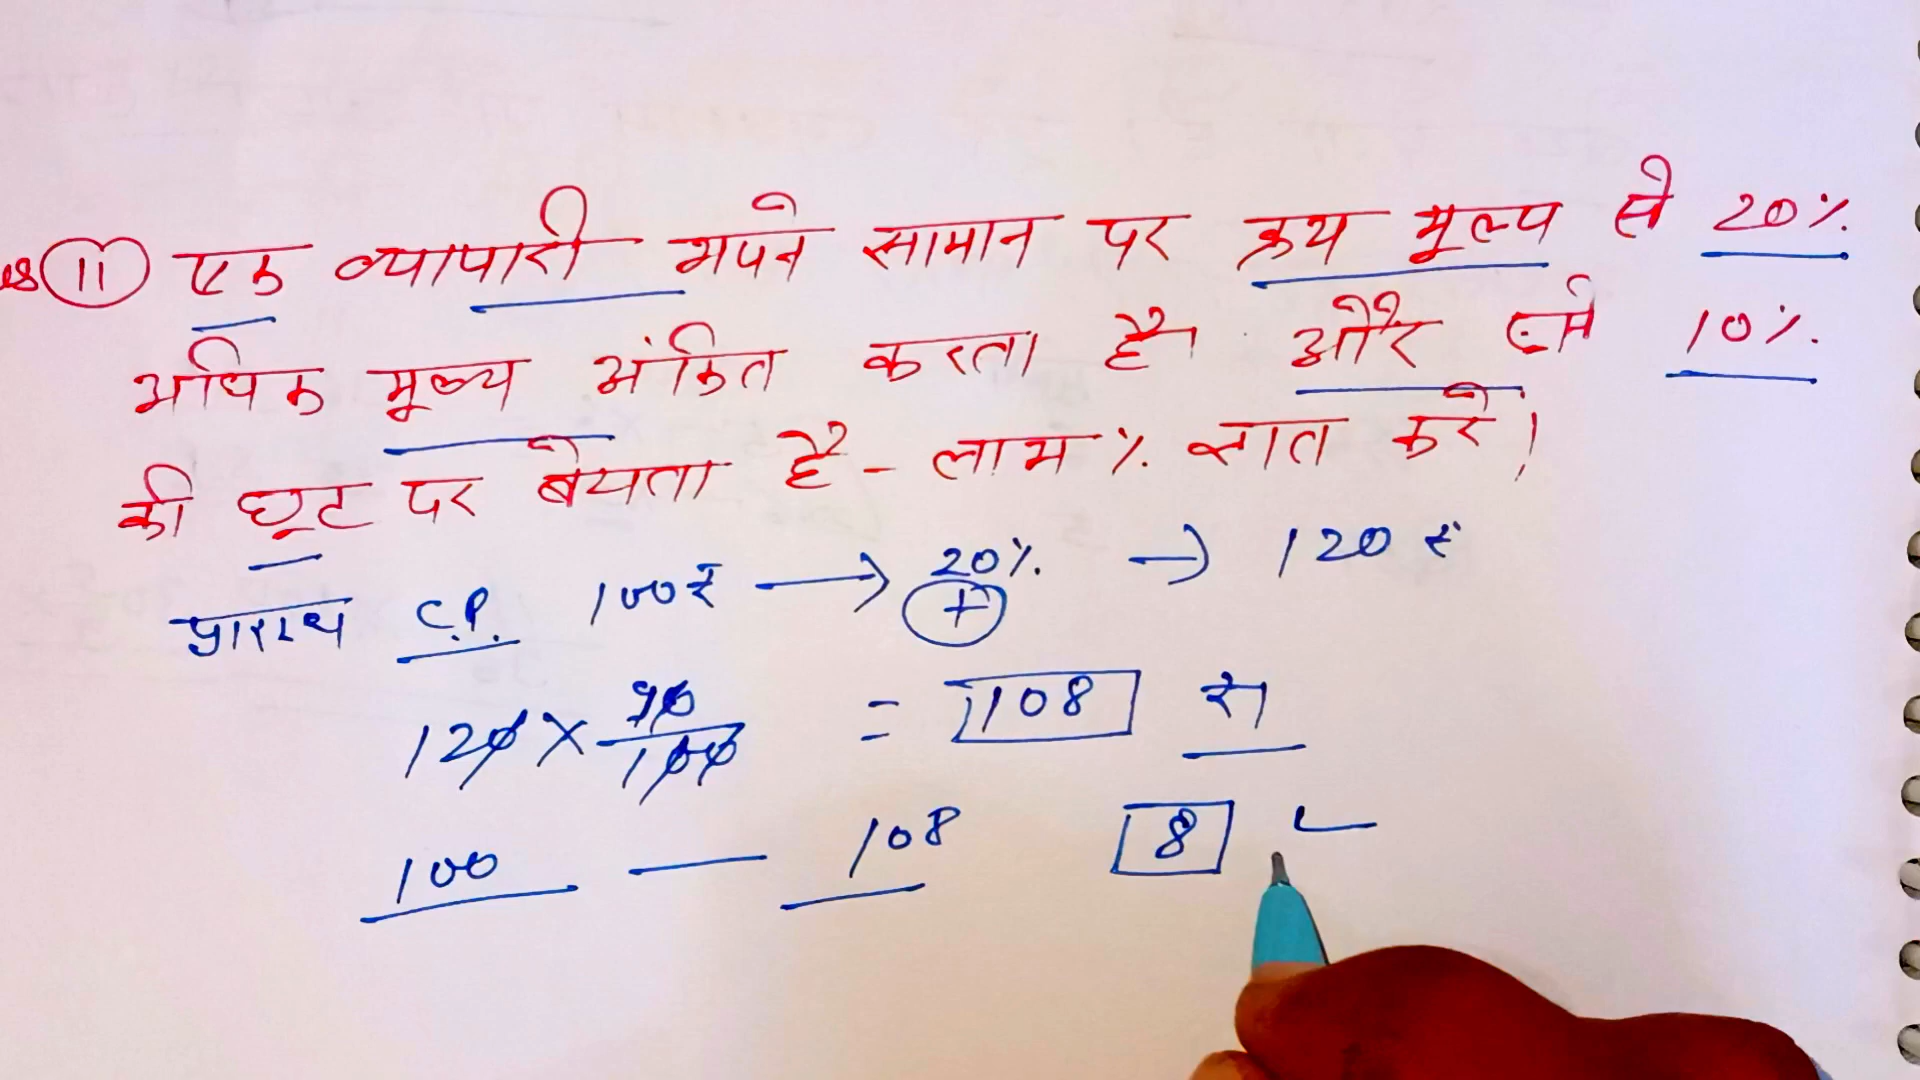 (11) एक व्यापारी अपने सामान पर क्रय मूल्य से 20%
अधिक मूल्य अंकित करता है। और उसे 10%
की छूट पर बेचता है - लाभ % ज्ञात करे।
प्रारम्भ C.P. 100₹ → 20% (+) → 120 ₹
120 × 90/100 = 108 रु
100 — 108 8